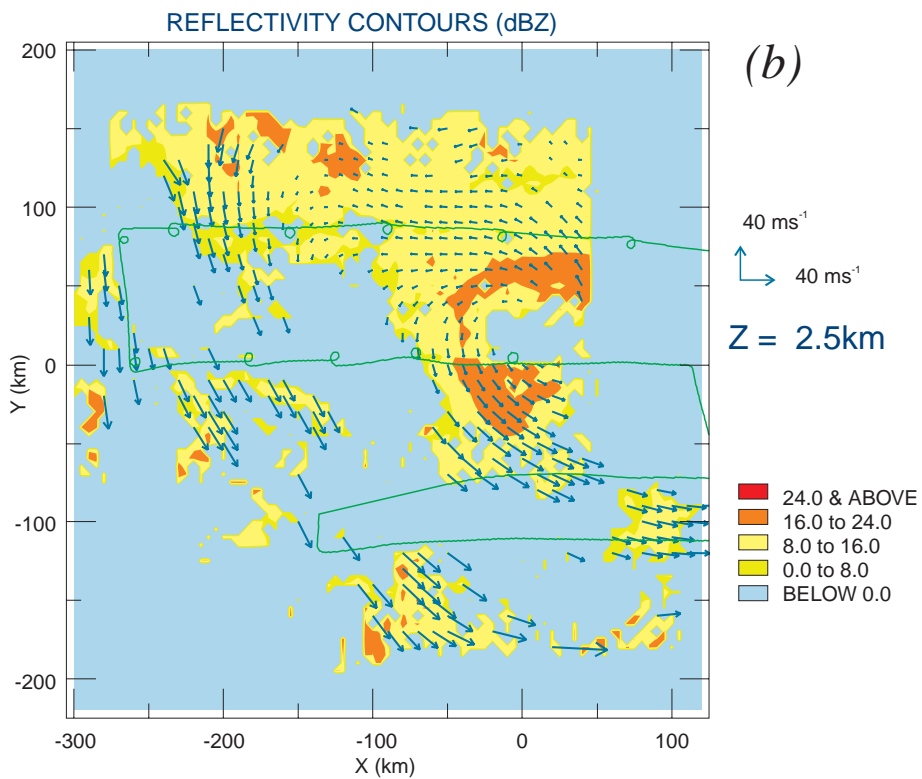 REFLECTIVITY CONTOURS (dBZ)
(b)
200
100
0
-100
-200
Y (km)
-300
-200
-100
0
100
X (km)
40 ms-1
40 ms-1
Z = 2.5km
24.0 & ABOVE
16.0 to 24.0
8.0 to 16.0
0.0 to 8.0
BELOW 0.0